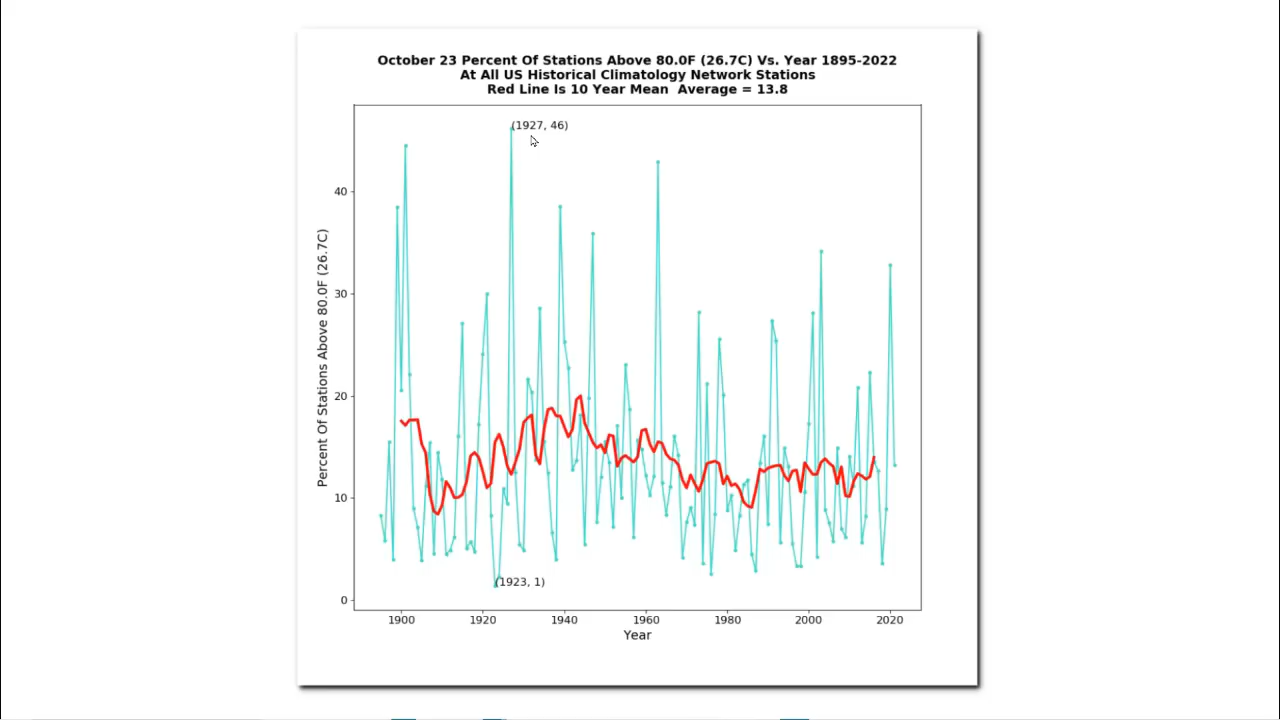 October 23 Percent Of Stations Above 80.0F (26.7C) Vs. Year 1895-2022
At All US Historical Climatology Network Stations
Red Line Is 10 Year Mean  Average = 13.8
(1927, 46)
40
30
20
10
0
Percent Of Stations Above 80.0F (26.7C)
(1923, 1)
1900 1920 1940 1960 1980 2000 2020
Year